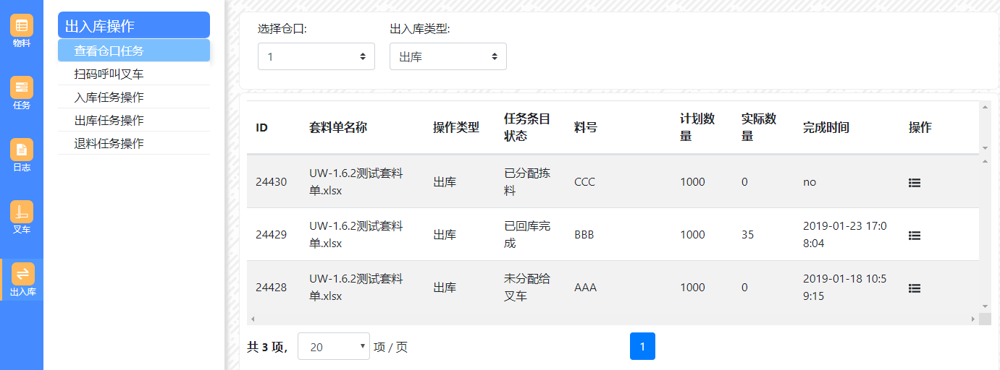 物料
任务
日志
叉车
出入库
出入库操作
查看仓口任务
扫码呼叫叉车
入库任务操作
出库任务操作
退料任务操作
选择仓口: 出入库类型:
1 出库
ID 套料单名称 操作类型 任务条目状态 料号 计划数量 实际数量 完成时间 操作
24430 UW-1.6.2测试套料单.xlsx 出库 已分配拣料 CCC 1000 0 no
24429 UW-1.6.2测试套料单.xlsx 出库 已回库完成 BBB 1000 35 2019-01-23 17:08:04
24428 UW-1.6.2测试套料单.xlsx 出库 未分配给叉车 AAA 1000 0 2019-01-18 10:59:15
共 3 项， 20 项 / 页 1